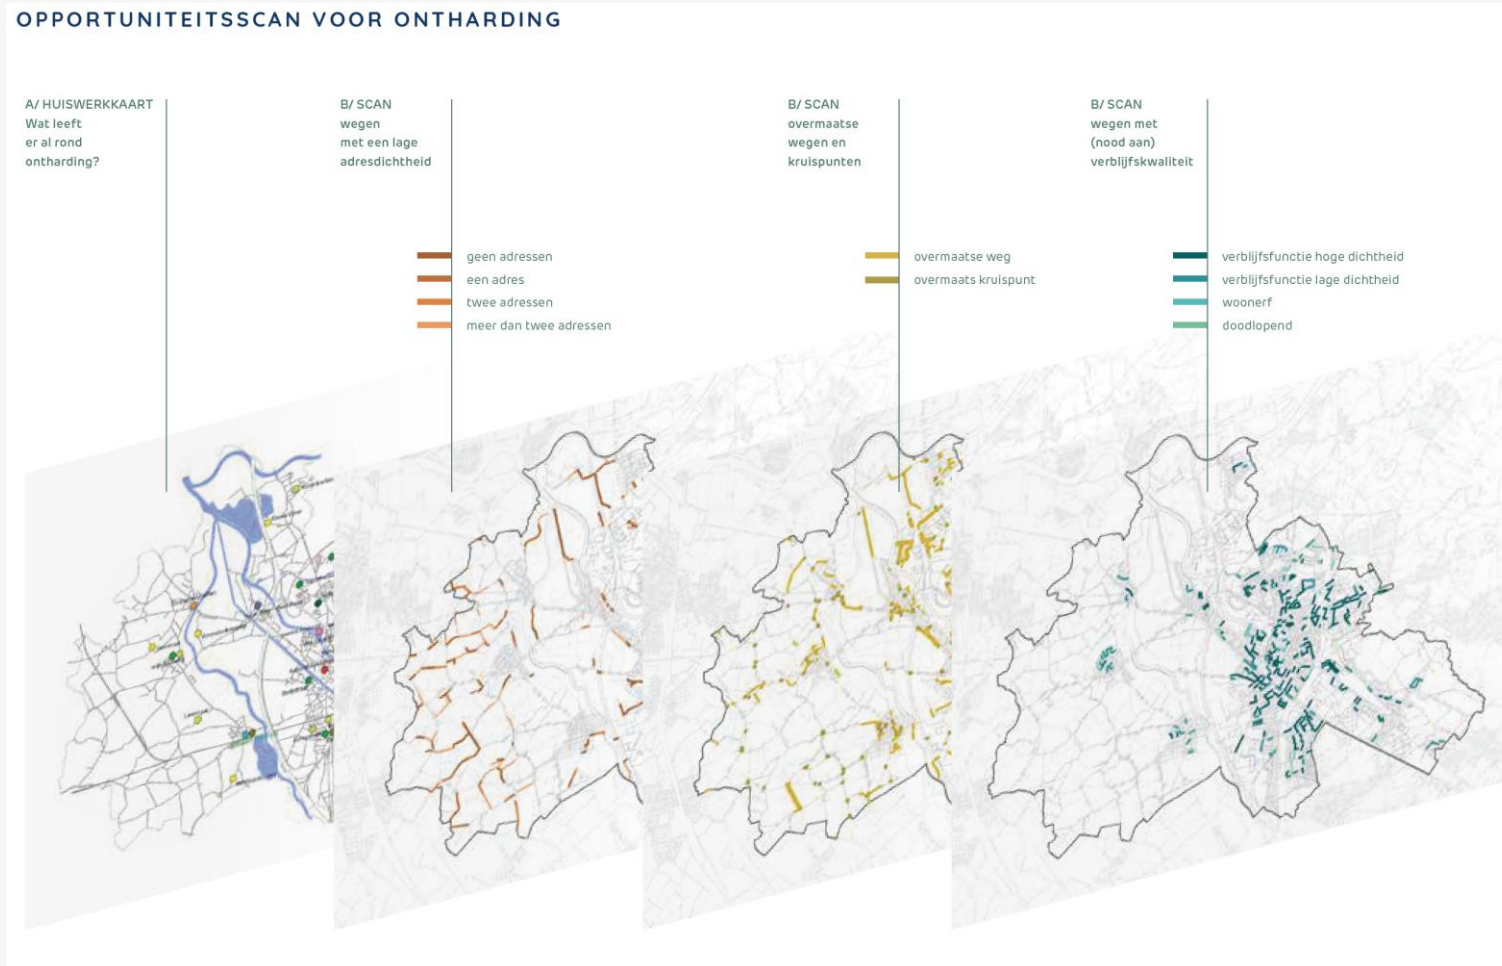 OPPORTUNITEITSSCAN VOOR ONTHARDING
A/ HUISWERKKAART
Wat leeft
er al rond
ontharding?
B/ SCAN
wegen
met een lage
adresdichtheid
geen adressen
een adres
twee adressen
meer dan twee adressen
B/ SCAN
overmaatse
wegen en
kruispunten
overmaatse weg
overmaats kruispunt
B/ SCAN
wegen met
(nood aan)
verblijfskwaliteit
verblijfsfunctie hoge dichtheid
verblijfsfunctie lage dichtheid
woonerf
doodlopend